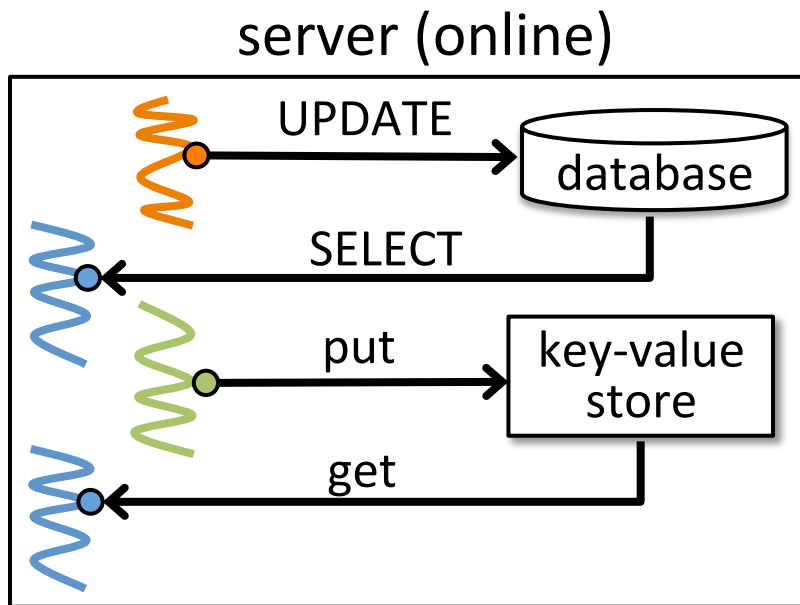 server (online)
UPDATE
database
SELECT
put
key-value
store
get